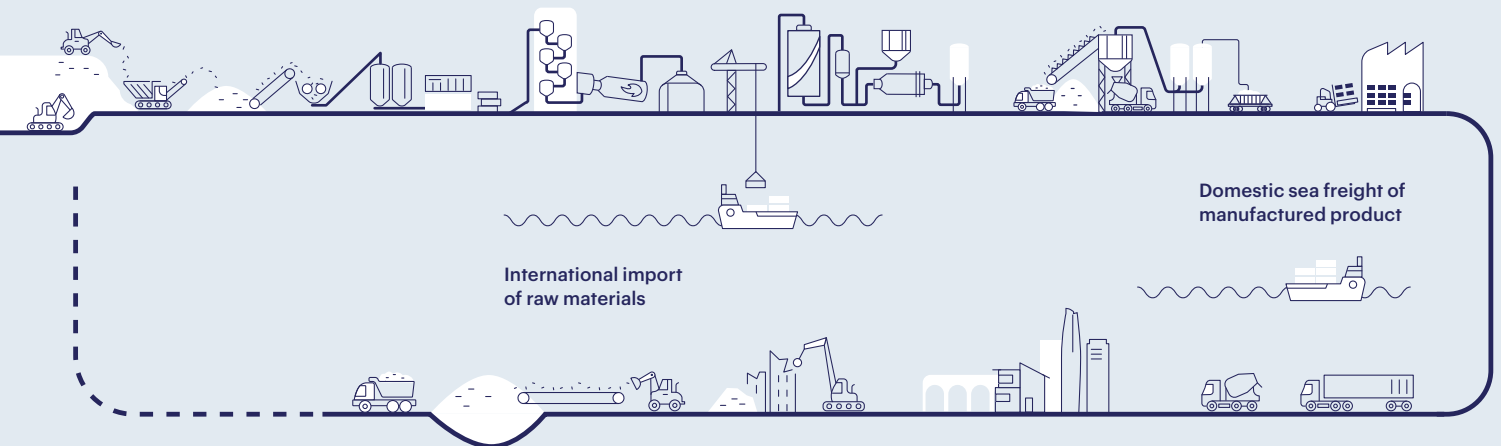 Domestic sea freight of
manufactured product
International import
of raw materials